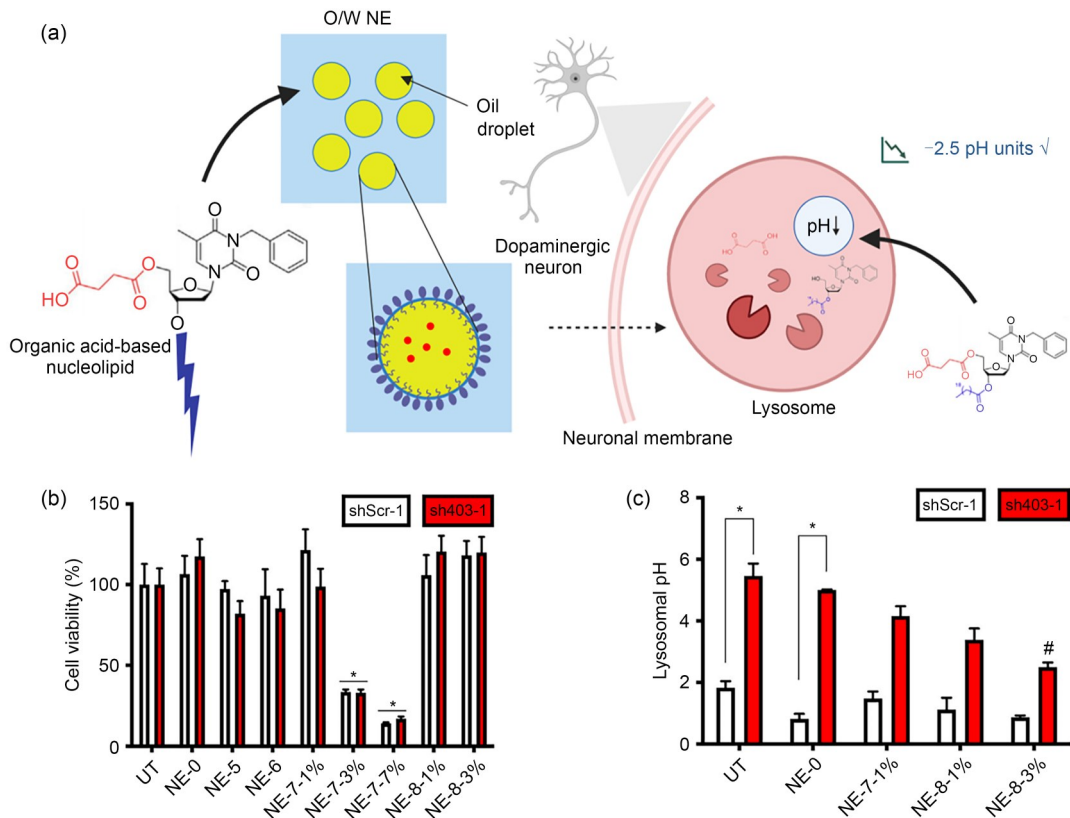 (a)
O/W NE
Oil
droplet
−2.5 pH units √
Dopaminergic
neuron
pH↓
Organic acid-based
nucleolipid
Lysosome
Neuronal membrane
(b)
Cell viability (%)
150
100
50
0
shScr-1 sh403-1
* *
UT NE-0 NE-5 NE-6 NE-7-1% NE-7-3% NE-7-7% NE-8-1% NE-8-3%
(c)
Lysosomal pH
8
6
4
2
0
shScr-1 sh403-1
* *
#
UT NE-0 NE-7-1% NE-8-1% NE-8-3%